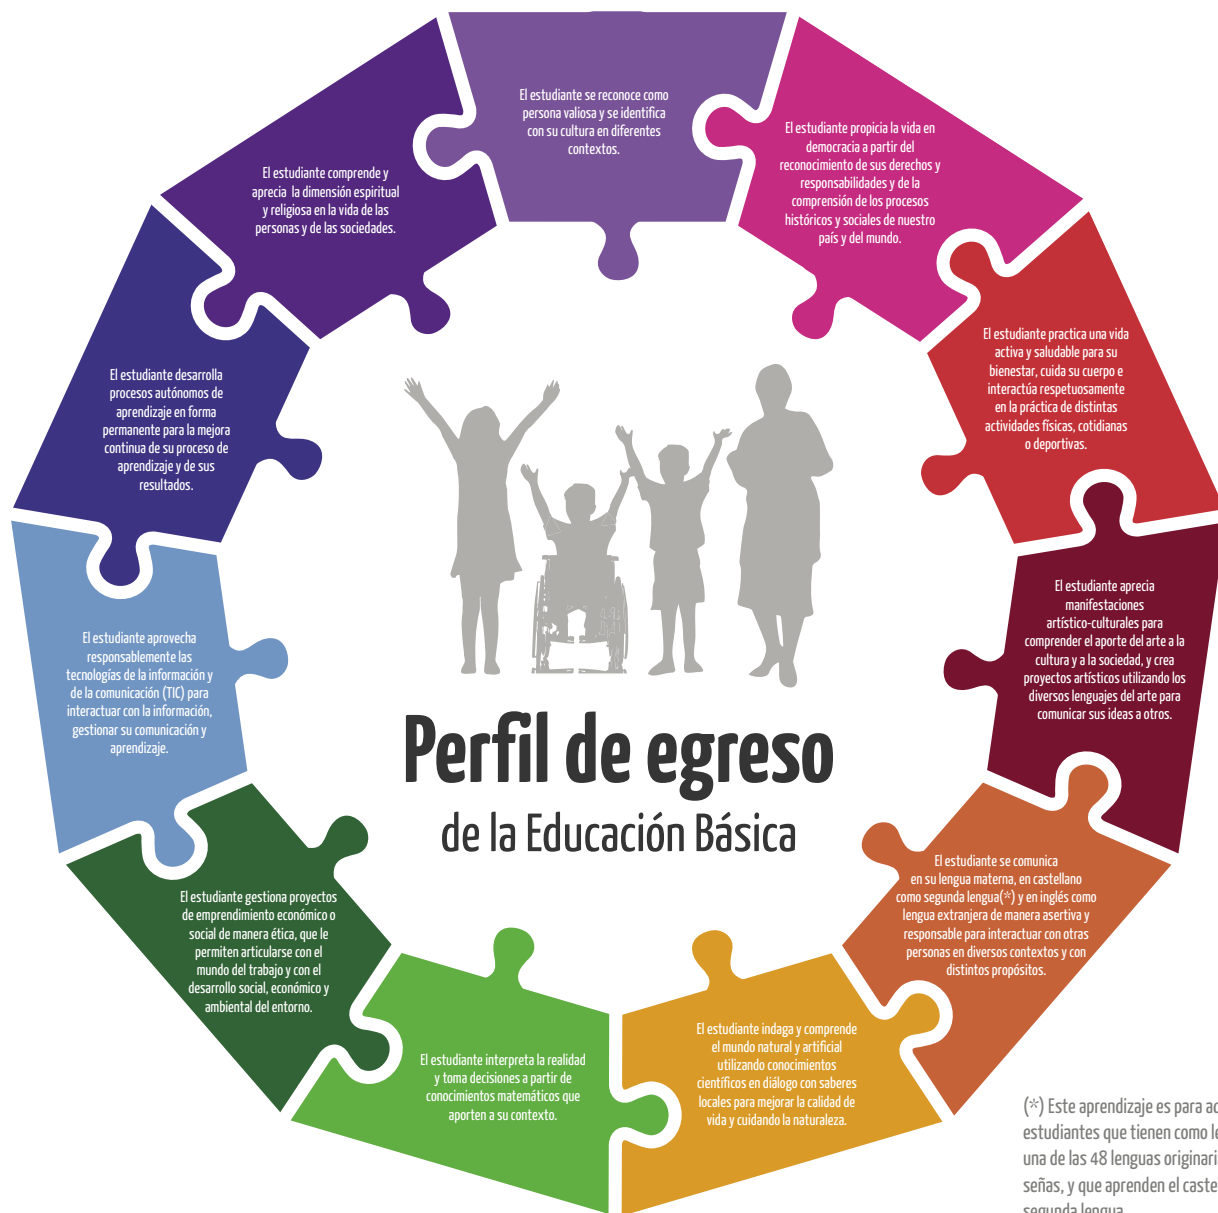 El estudiante se reconoce como
persona valiosa y se identifica
con su cultura en diferentes
contextos.
El estudiante propicia la vida en
democracia a partir del
reconocimiento de sus derechos y
responsabilidades y de la
comprensión de los procesos
históricos y sociales de nuestro
país y del mundo.
El estudiante practica una vida
activa y saludable para su
bienestar, cuida su cuerpo e
interactúa respetuosamente
en la práctica de distintas
actividades físicas, cotidianas
o deportivas.
El estudiante aprecia
manifestaciones
artístico-culturales para
comprender el aporte del arte a la
cultura y a la sociedad, y crea
proyectos artísticos utilizando los
diversos lenguajes del arte para
comunicar sus ideas a otros.
El estudiante se comunica
en su lengua materna, en castellano
como segunda lengua(*) y en inglés como
lengua extranjera de manera asertiva y
responsable para interactuar con otras
personas en diversos contextos y con
distintos propósitos.
El estudiante indaga y comprende
el mundo natural y artificial
utilizando conocimientos
científicos en diálogo con saberes
locales para mejorar la calidad de
vida y cuidando la naturaleza.
El estudiante interpreta la realidad
y toma decisiones a partir de
conocimientos matemáticos que
aporten a su contexto.
El estudiante gestiona proyectos
de emprendimiento económico o
social de manera ética, que le
permiten articularse con el
mundo del trabajo y con el
desarrollo social, económico y
ambiental del entorno.
El estudiante aprovecha
responsablemente las
tecnologías de la información y
de la comunicación (TIC) para
interactuar con la información,
gestionar su comunicación y
aprendizaje.
El estudiante desarrolla
procesos autónomos de
aprendizaje en forma
permanente para la mejora
continua de su proceso de
aprendizaje y de sus
resultados.
El estudiante comprende y
aprecia la dimensión espiritual
y religiosa en la vida de las
personas y de las sociedades.
Perfil de egreso
de la Educación Básica
(*) Este aprendizaje es para
estudiantes que tienen como
una de las 48 lenguas
señas, y que aprenden el
segunda lengua